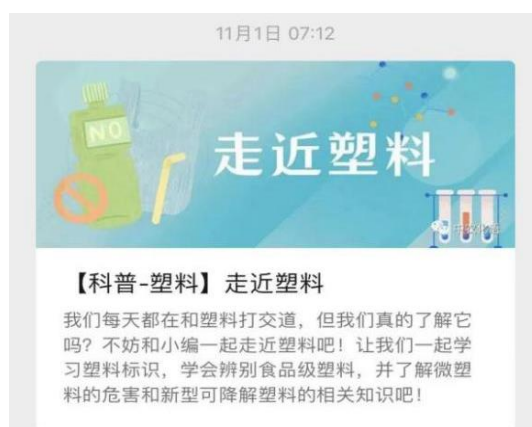 11月1日 07:12
NO
走近塑料
【科普-塑料】走近塑料
我们每天都在和塑料打交道，但我们真的了解它
吗？不妨和小编一起走近塑料吧！让我们一起学
习塑料标识，学会辨别食品级塑料，并了解微塑
料的危害和新型可降解塑料的相关知识吧！